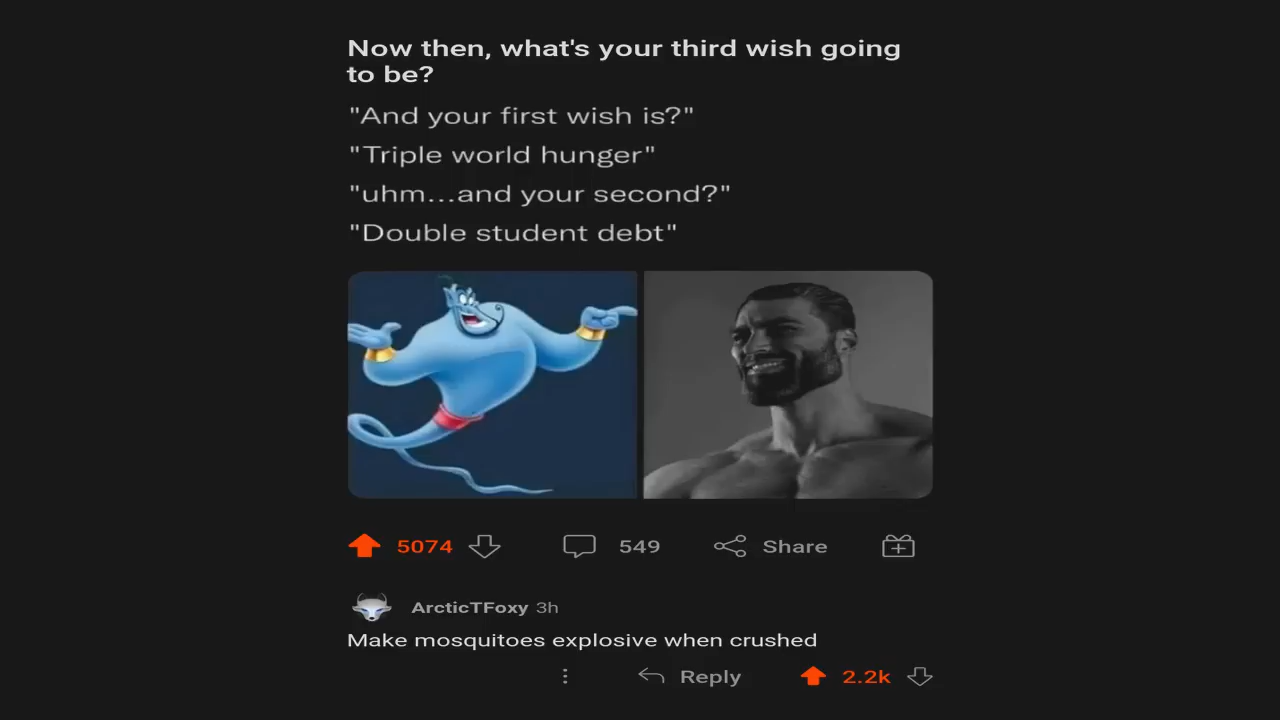 Now then, what's your third wish going
to be?
"And your first wish is?"
"Triple world hunger"
"uhm...and your second?"
"Double student debt"
5074 549 Share
ArcticTFoxy 3h
Make mosquitoes explosive when crushed
Reply 2.2k